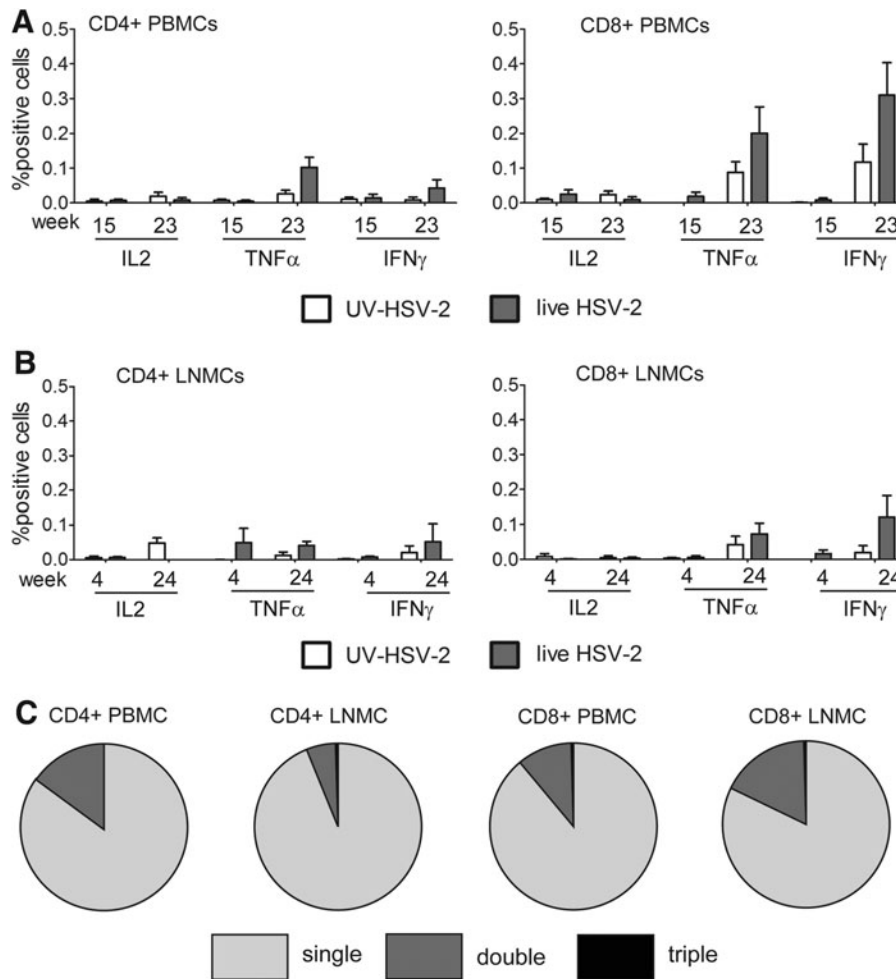 A
CD4+ PBMCs
CD8+ PBMCs
%positive cells
0.5
0.4
0.3
0.2
0.1
0.0
0.5
0.4
0.3
0.2
0.1
0.0
week
15 23 15 23 15 23
IL2 TNFα IFNγ
15 23 15 23 15 23
IL2 TNFα IFNγ
UV-HSV-2 live HSV-2
B
CD4+ LNMCs
CD8+ LNMCs
%positive cells
0.5
0.4
0.3
0.2
0.1
0.0
0.5
0.4
0.3
0.2
0.1
0.0
week
4 24 4 24 4 24
IL2 TNFα IFNγ
4 24 4 24 4 24
IL2 TNFα IFNγ
UV-HSV-2 live HSV-2
C
CD4+ PBMC CD4+ LNMC CD8+ PBMC CD8+ LNMC
single double triple